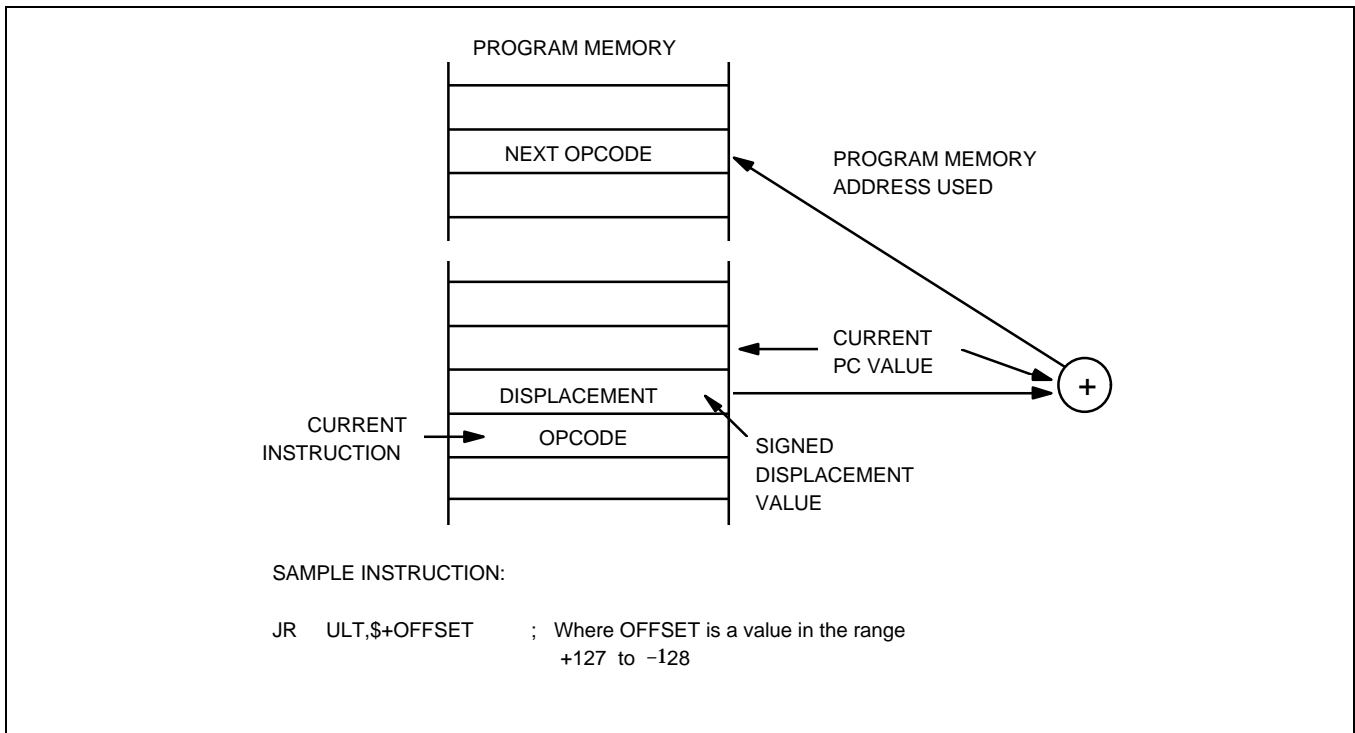 PROGRAM MEMORY
NEXT OPCODE
PROGRAM MEMORY
ADDRESS USED
CURRENT
PC VALUE
+
DISPLACEMENT
CURRENT
INSTRUCTION
OPCODE
SIGNED
DISPLACEMENT
VALUE
SAMPLE INSTRUCTION:
JR ULT,$+OFFSET ; Where OFFSET is a value in the range
+127 to −128